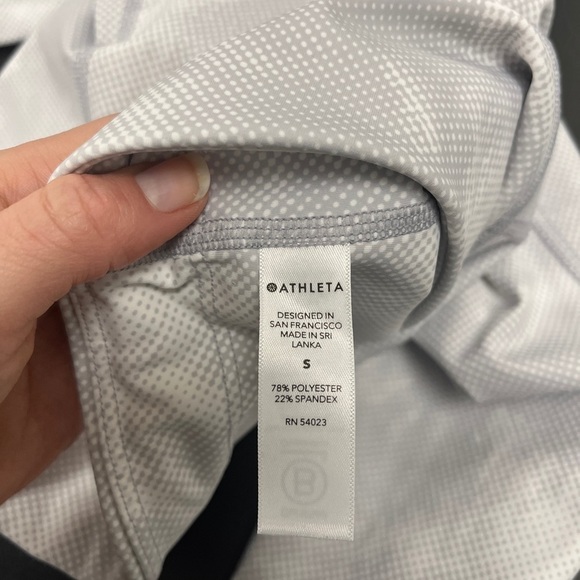 ATHLETA
DESIGNED IN
SAN FRANCISCO
MADE IN SRI
LANKA
S
78% POLYESTER
22% SPANDEX
RN 54023
B